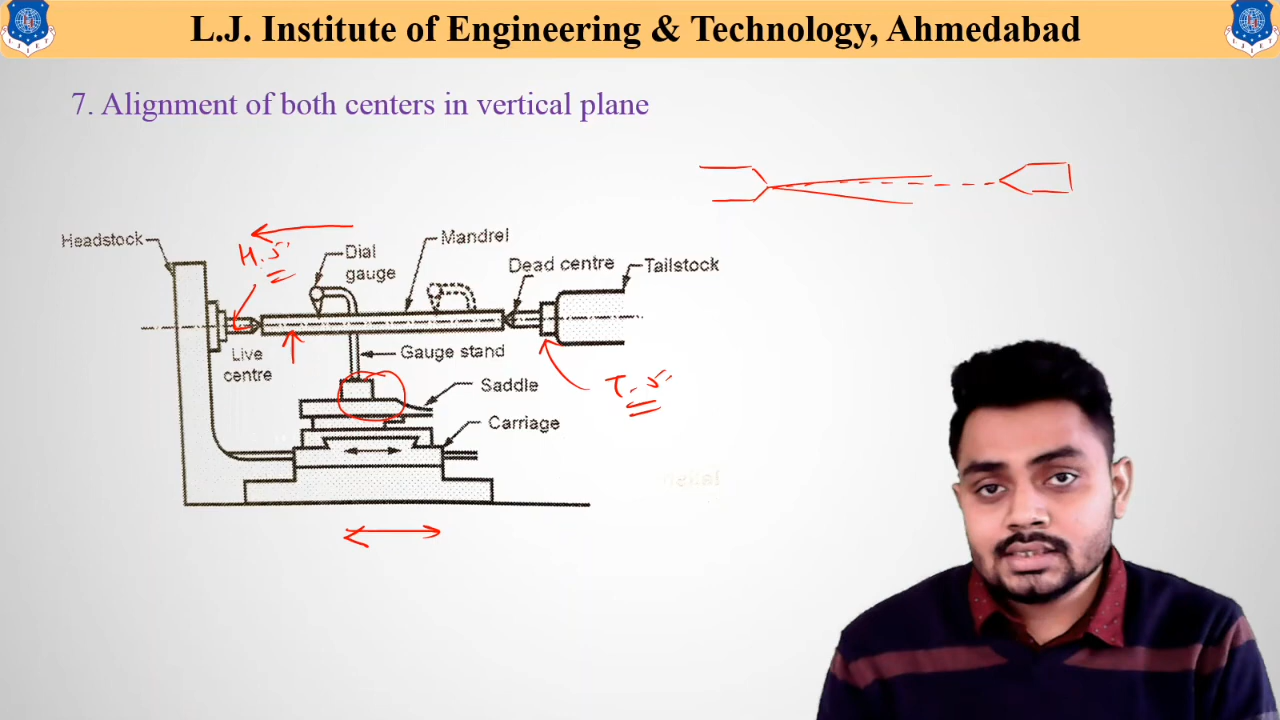 L.J. Institute of Engineering & Technology, Ahmedabad
7. Alignment of both centers in vertical plane
Headstock
H.S.
Dial
gauge
Mandrel
Dead centre
Tailstock
Live
centre
Gauge stand
T.S.
Saddle
Carriage